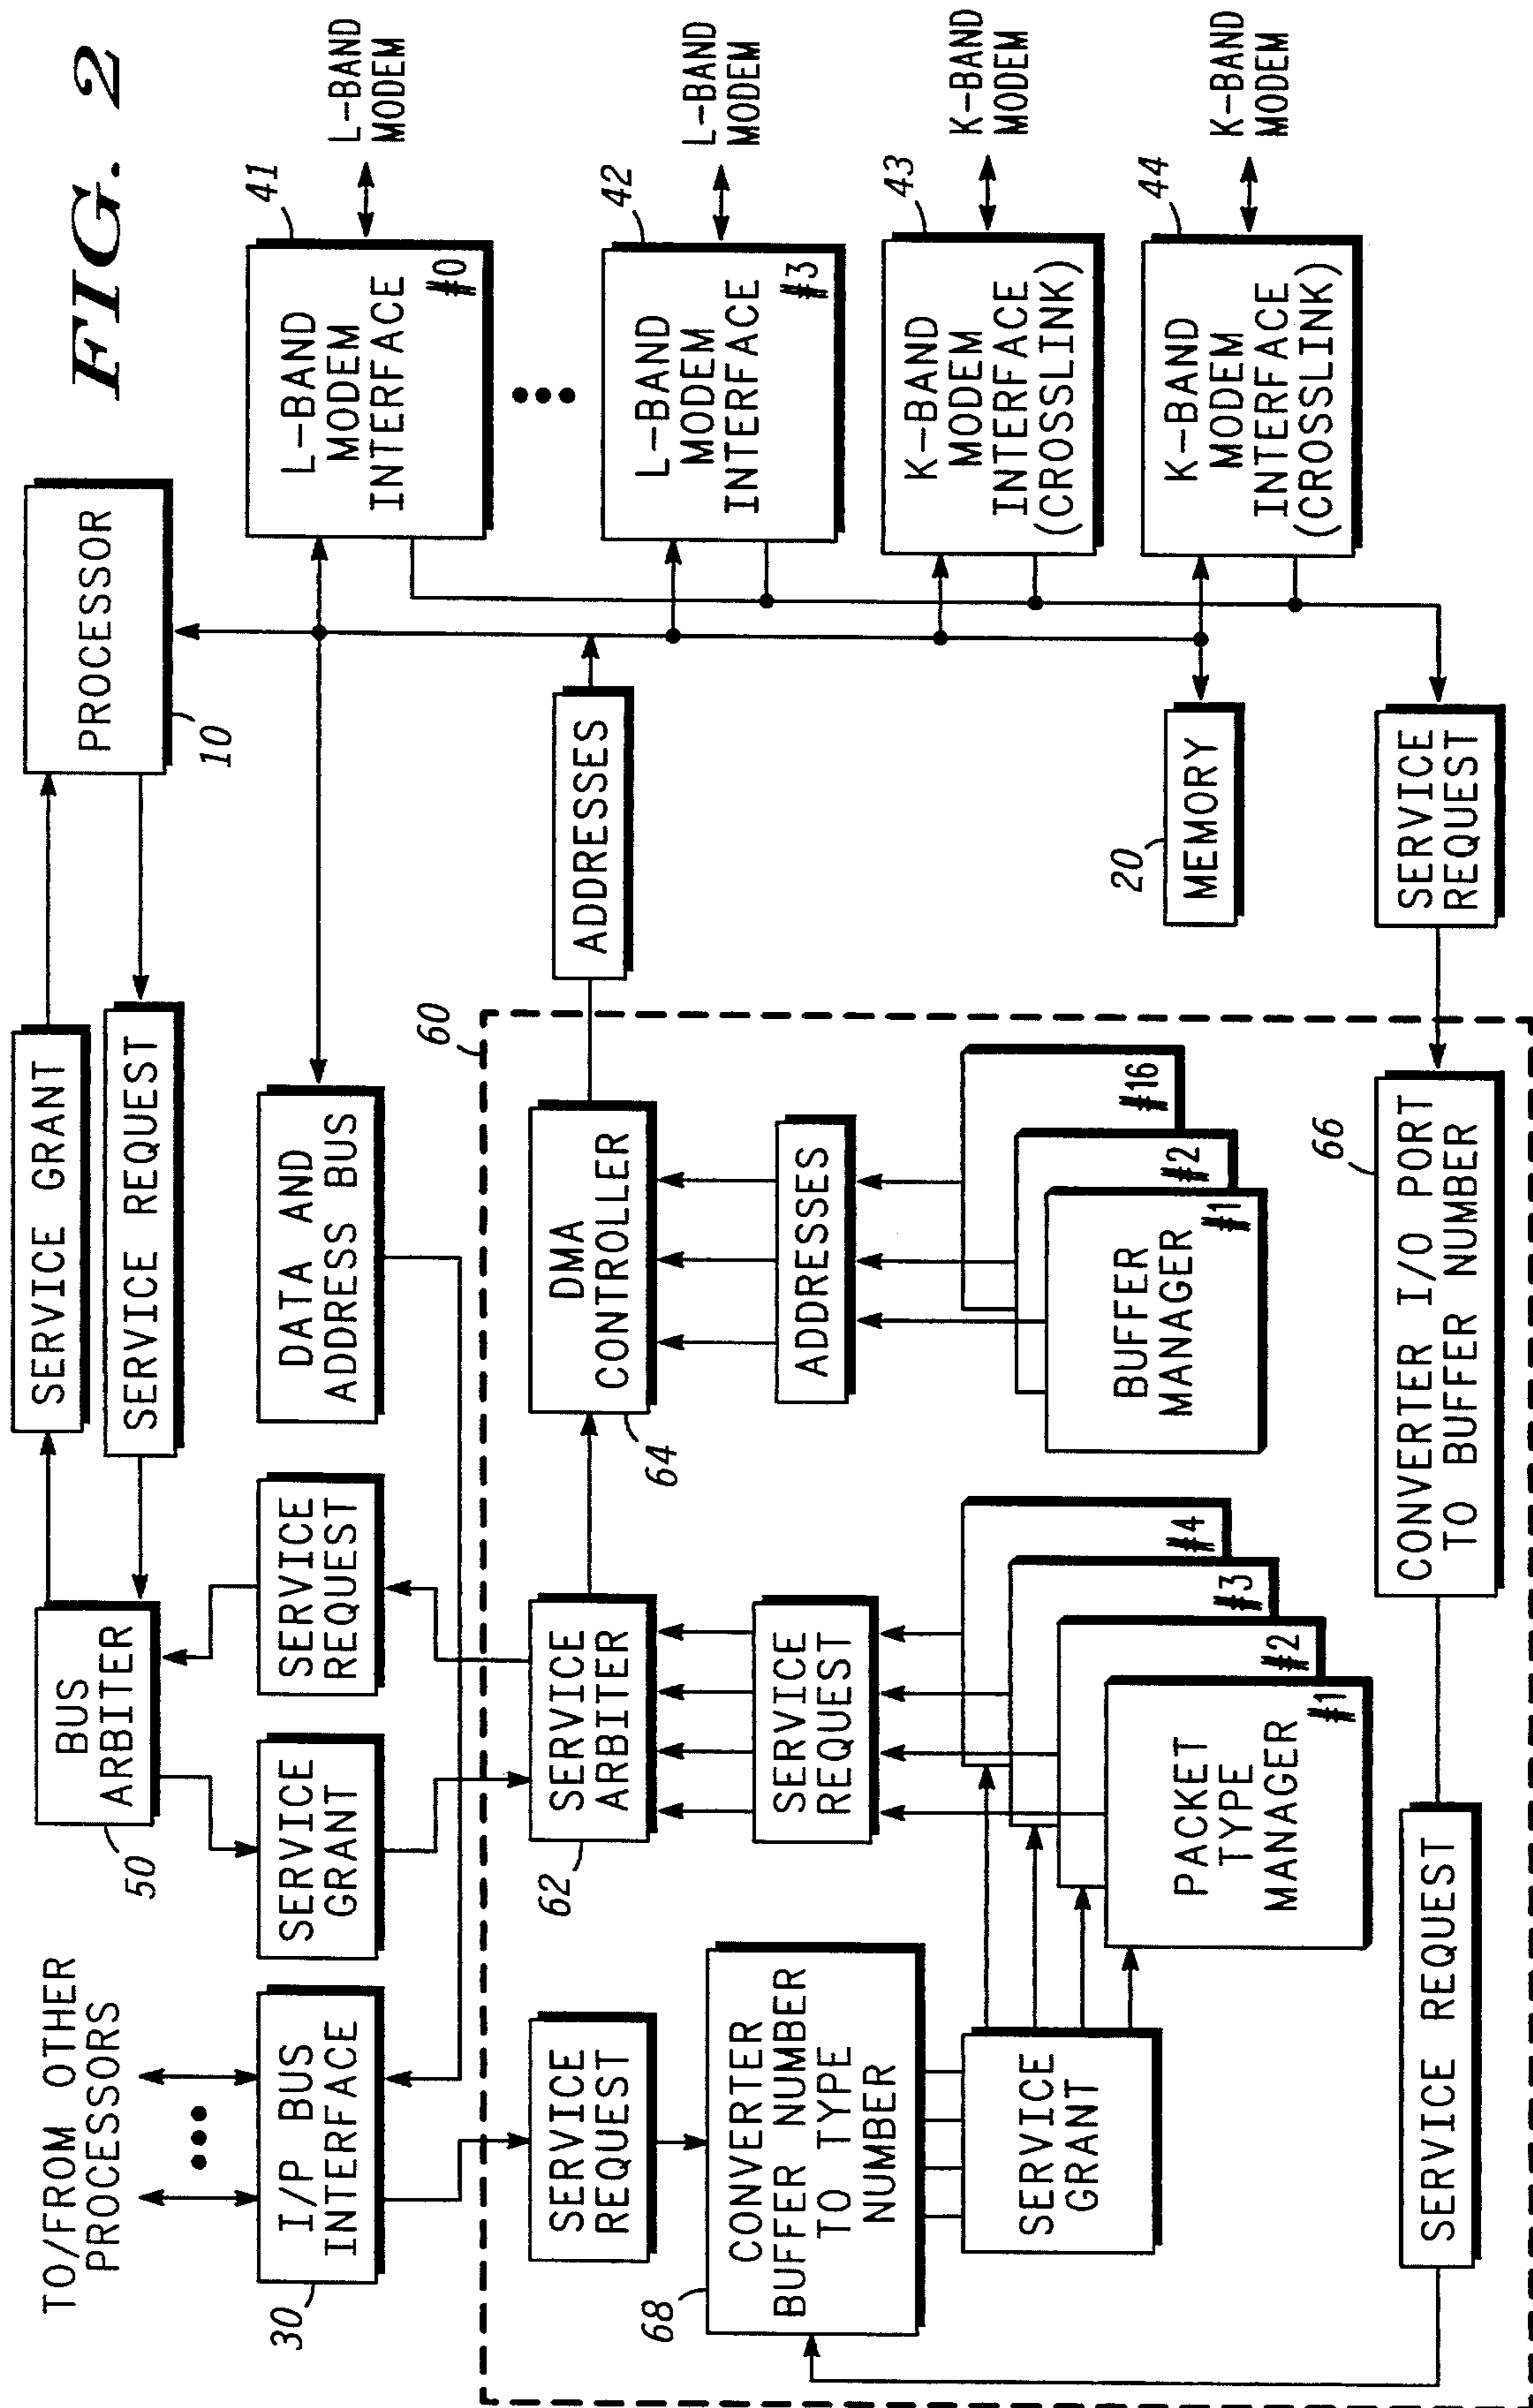 FIG. 2
TO/FROM OTHER
PROCESSORS
30
I/P BUS
INTERFACE
50
BUS
ARBITER
SERVICE
GRANT
SERVICE
REQUEST
SERVICE GRANT
SERVICE REQUEST
DATA AND
ADDRESS BUS
PROCESSOR
10
L-BAND
MODEM
INTERFACE
#0
41
L-BAND
MODEM
L-BAND
MODEM
INTERFACE
#3
42
L-BAND
MODEM
K-BAND
MODEM
INTERFACE
(CROSSLINK)
43
K-BAND
MODEM
K-BAND
MODEM
INTERFACE
(CROSSLINK)
44
K-BAND
MODEM
ADDRESSES
20
MEMORY
SERVICE
REQUEST
60
SERVICE
REQUEST
62
SERVICE
ARBITER
64
DMA
CONTROLLER
68
CONVERTER
BUFFER NUMBER
TO TYPE
NUMBER
SERVICE
REQUEST
ADDRESSES
SERVICE
GRANT
PACKET
TYPE
MANAGER
#1
#2
#3
#4
BUFFER
MANAGER
#1
#2
#16
66
CONVERTER I/O PORT
TO BUFFER NUMBER
SERVICE REQUEST